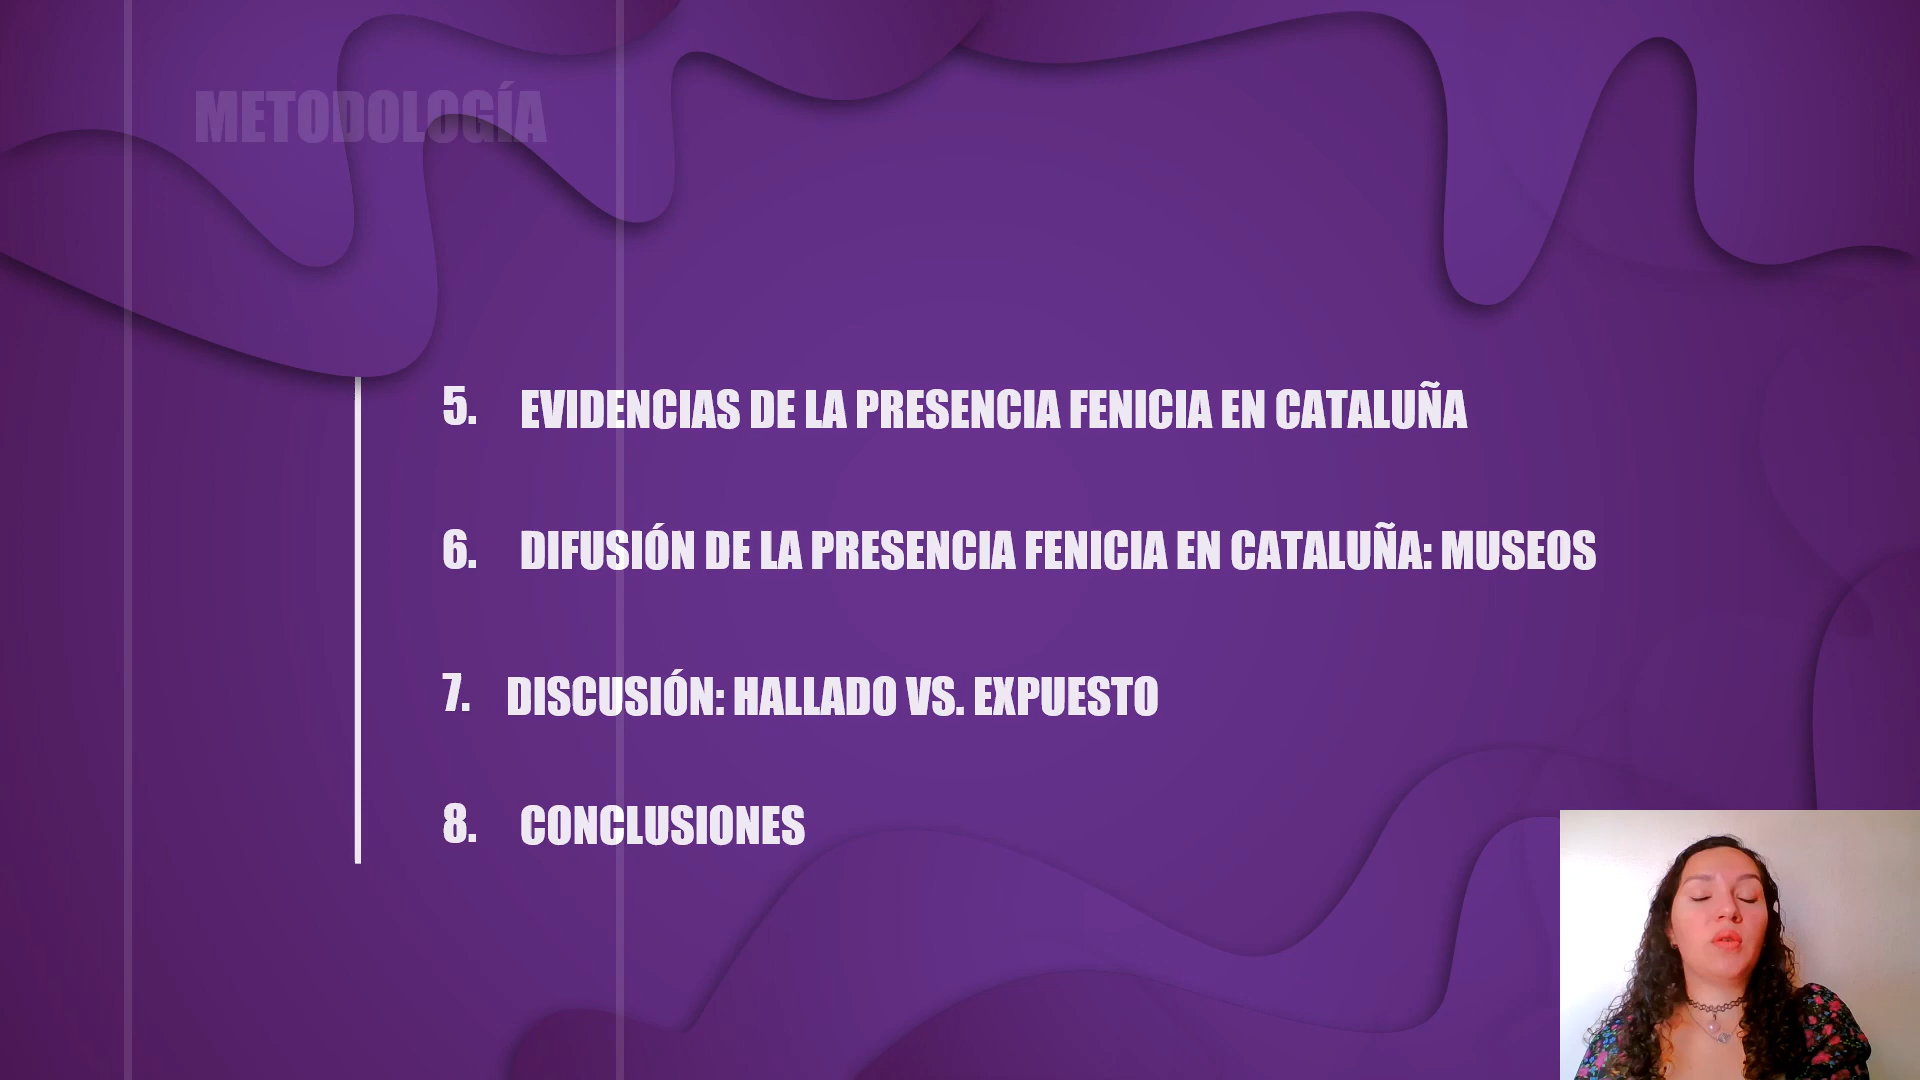 METODOLOGÍA
5. EVIDENCIAS DE LA PRESENCIA FENICIA EN CATALUÑA
6. DIFUSIÓN DE LA PRESENCIA FENICIA EN CATALUÑA: MUSEOS
7. DISCUSIÓN: HALLADO VS. EXPUESTO
8. CONCLUSIONES